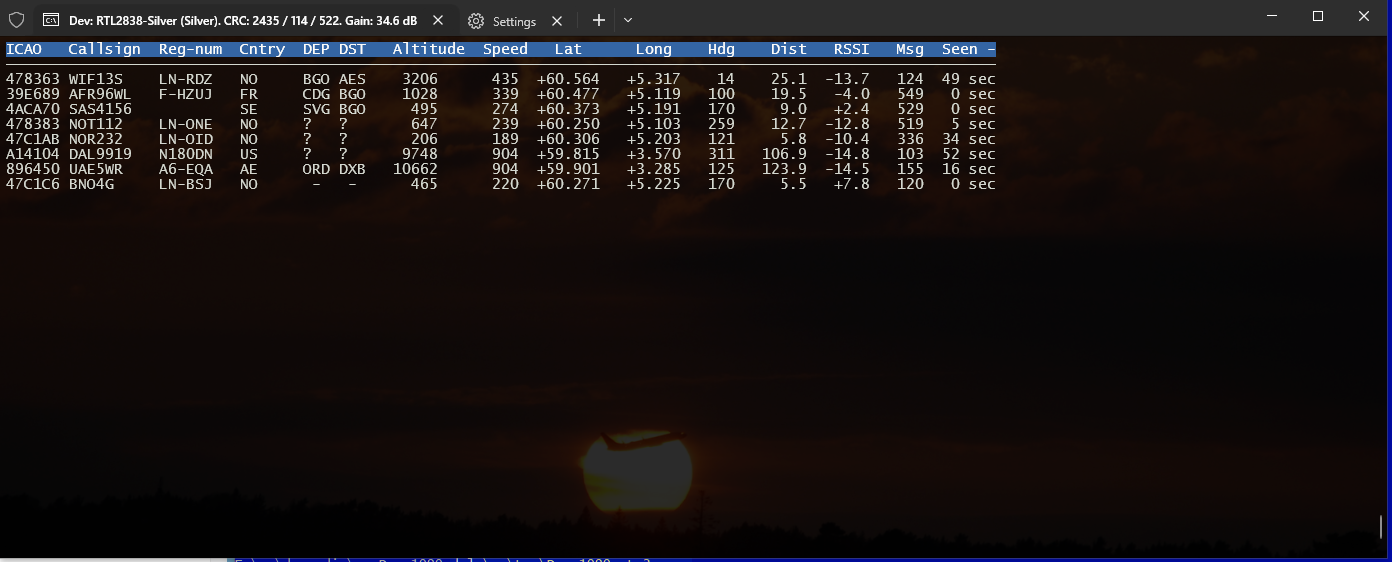 Dev: RTL2838-Silver (Silver). CRC: 2435 / 114 / 522. Gain: 34.6 dB Settings
ICAO Callsign Reg-num Cntry DEP DST Altitude Speed Lat Long Hdg Dist RSSI Msg Seen -
478363 WIF13S LN-RDZ NO BGO AES 3206 435 +60.564 +5.317 14 25.1 -13.7 124 49 sec
39E689 AFR96WL F-HZUJ FR CDG BGO 1028 339 +60.477 +5.119 100 19.5 -4.0 549 0 sec
4ACA70 SAS4156 SE SVG BGO 495 274 +60.373 +5.191 170 9.0 +2.4 529 0 sec
478383 NOT112 LN-ONE NO ? ? 647 239 +60.250 +5.103 259 12.7 -12.8 519 5 sec
47C1AB NOR232 LN-OID NO ? ? 206 189 +60.306 +5.203 121 5.8 -10.4 336 34 sec
A14104 DAL9919 N180DN US ? ? 9748 904 +59.815 +3.570 311 106.9 -14.8 103 52 sec
896450 UAE5WR A6-EQA AE ORD DXB 10662 904 +59.901 +3.285 125 123.9 -14.5 155 16 sec
47C1C6 BNO4G LN-BSJ NO - - 465 220 +60.271 +5.225 170 5.5 +7.8 120 0 sec